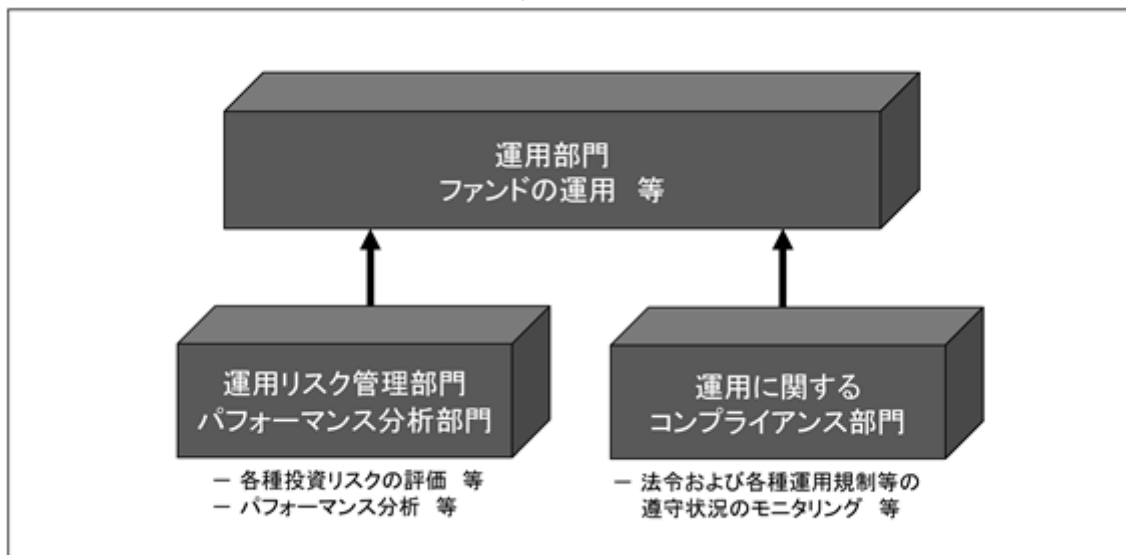 運用部門
ファンドの運用 等
運用リスク管理部門
パフォーマンス分析部門
－ 各種投資リスクの評価 等
－ パフォーマンス分析 等
運用に関する
コンプライアンス部門
－ 法令および各種運用規制等の
遵守状況のモニタリング 等